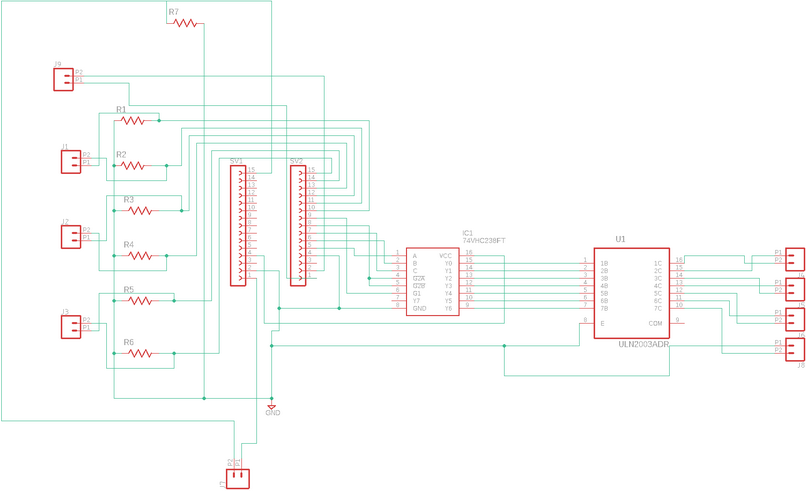 R7
J9
P2
P1
R1
J1
P2
P1
R2
SV1
SV2
15
14
13
12
11
10
9
8
7
6
5
4
3
2
1
15
14
13
12
11
10
9
8
7
6
5
4
3
2
1
R3
J2
P2
P1
R4
R5
J3
P2
P1
R6
GND
P2
P1
J7
IC1
74VHC238FT
1 A VCC 16
2 B Y0 15
3 C Y1 14
4 G2A Y2 13
5 G2B Y3 12
6 G1 Y4 11
7 Y7 Y5 10
8 GND Y6 9
U1
1 1B 1C 16
2 2B 2C 15
3 3B 3C 14
4 4B 4C 13
5 5B 5C 12
6 6B 6C 11
7 7B 7C 10
8 E COM 9
ULN2003ADR
P1
P2
P1
P2
J5
P1
P2
J6
P1
P2
J8